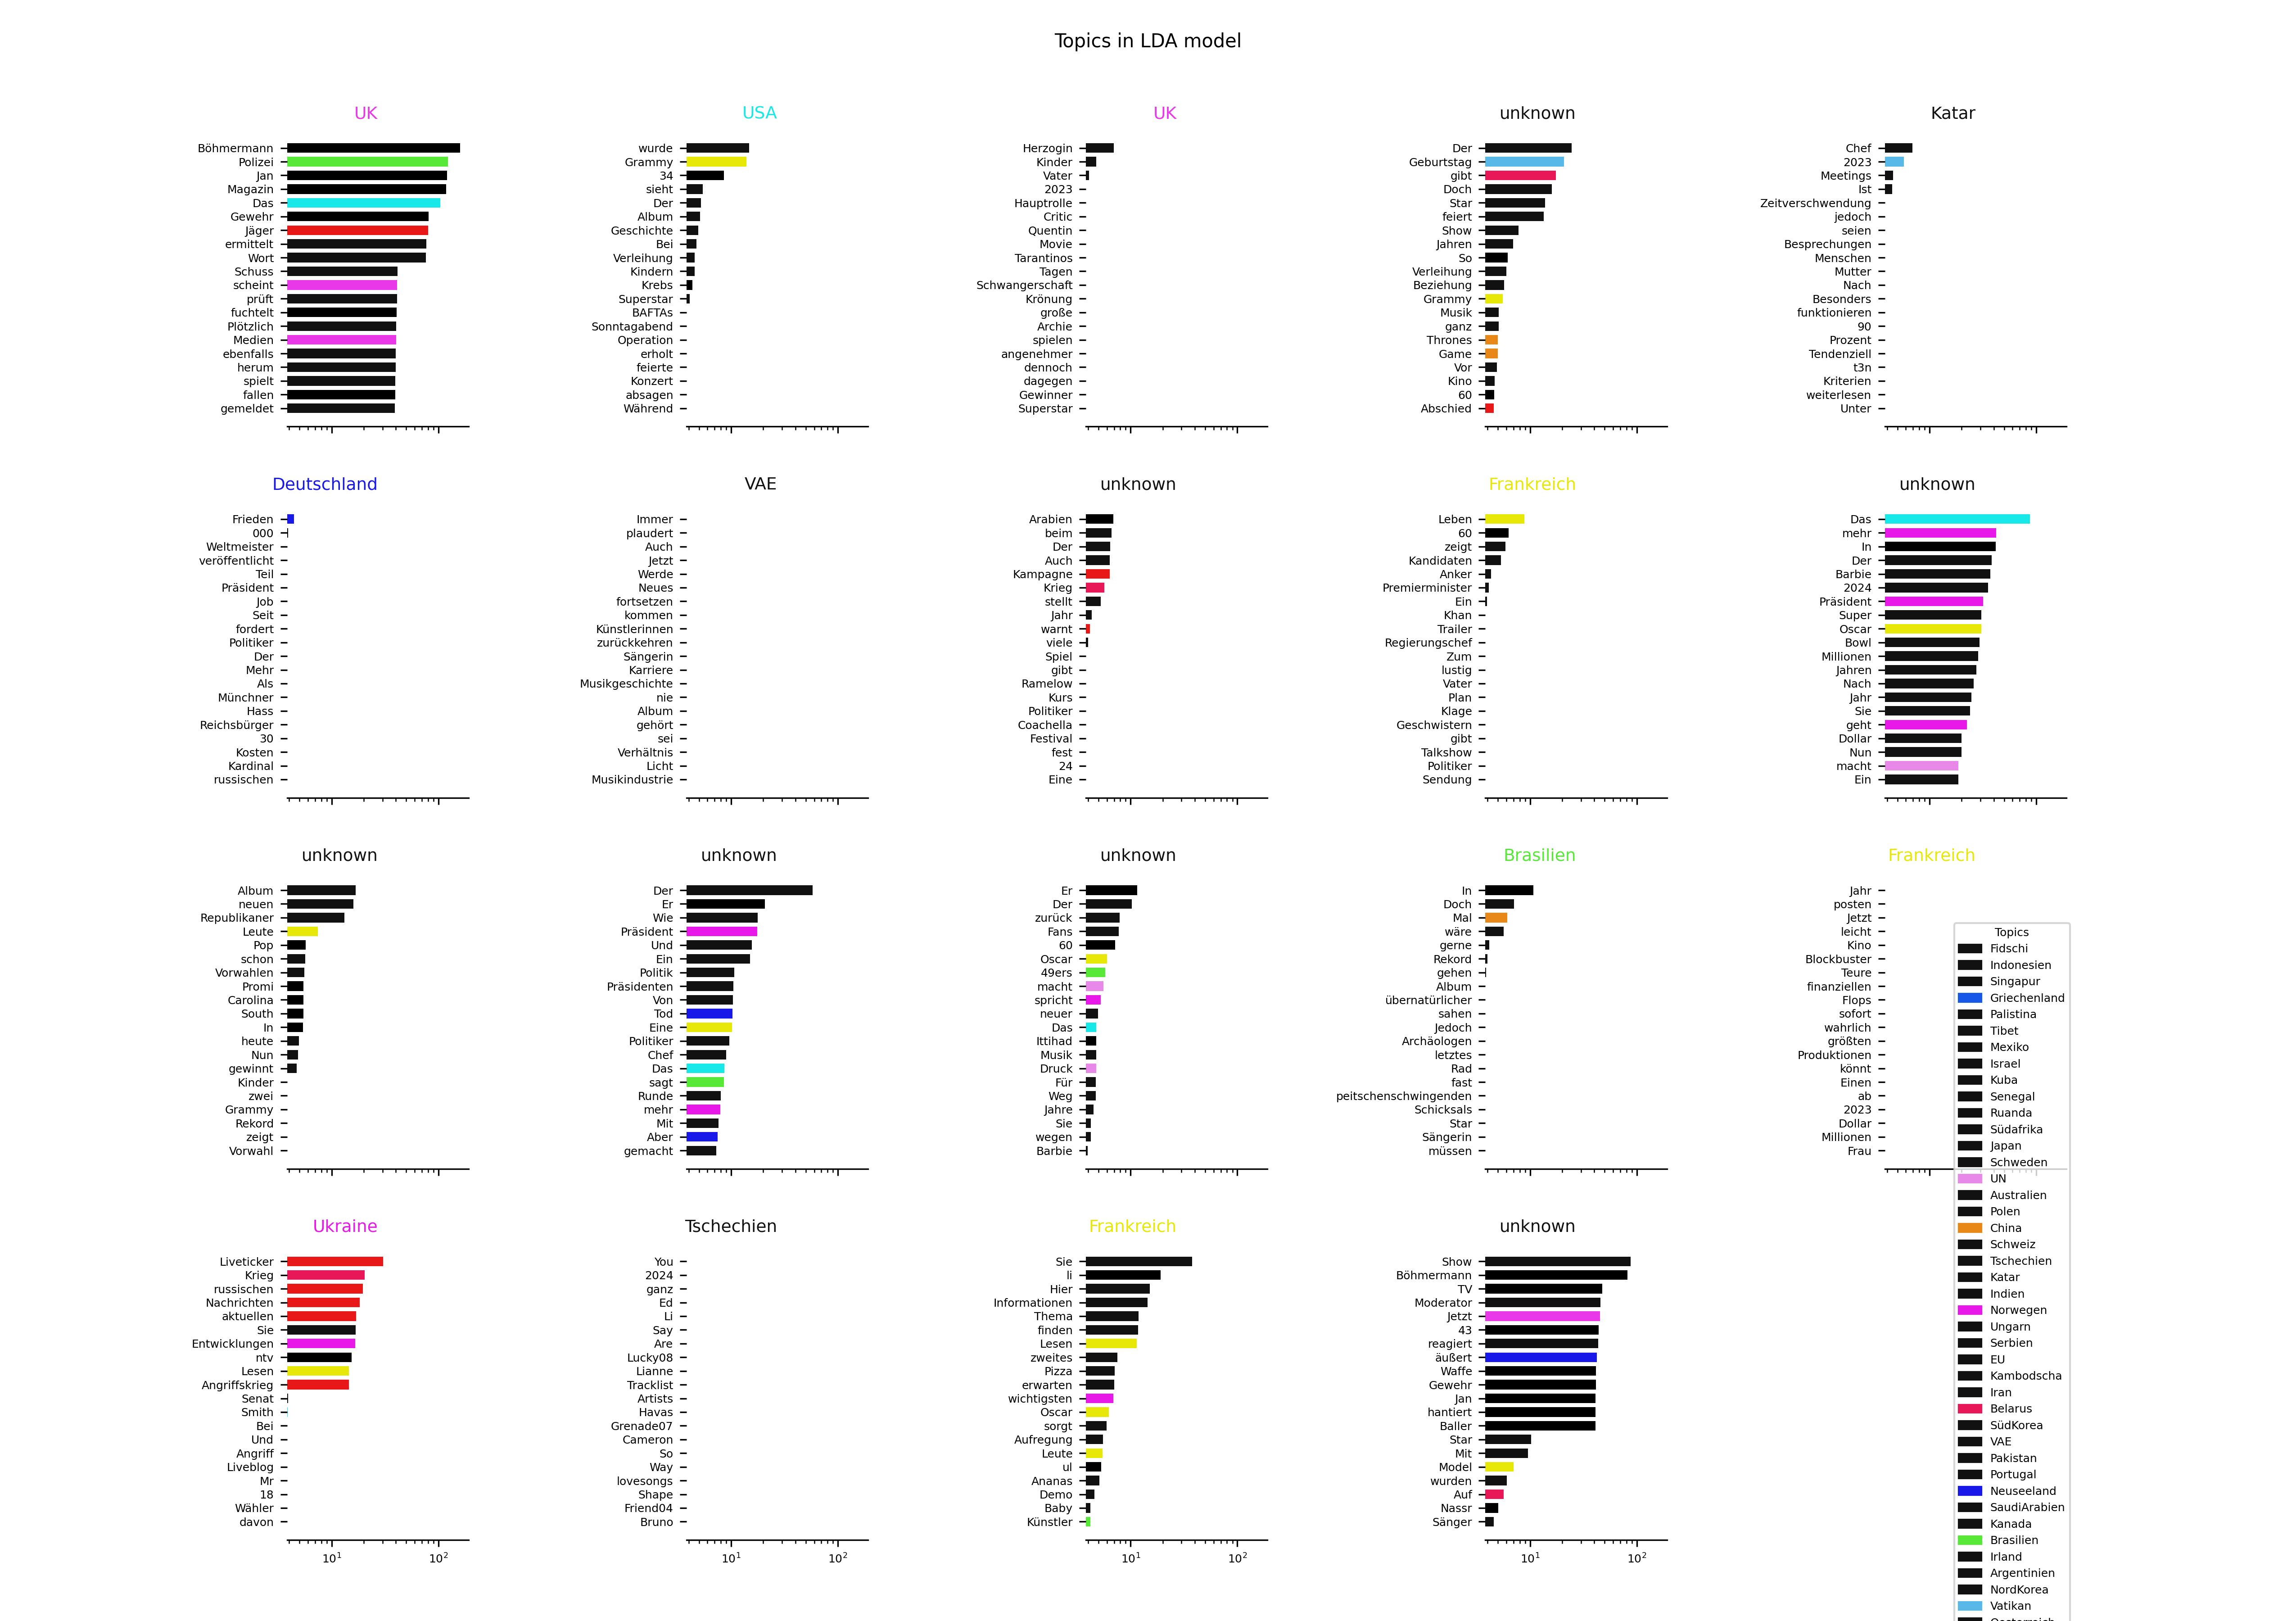 Topics in LDA model
UK
Böhmermann
Polizei
Jan
Magazin
Das
Gewehr
Jäger
ermittelt
Wort
Schuss
scheint
prüft
fuchtelt
Plötzlich
Medien
ebenfalls
herum
spielt
fallen
gemeldet
USA
wurde
Grammy
34
sieht
Der
Album
Geschichte
Bei
Verleihung
Kindern
Krebs
Superstar
BAFTAs
Sonntagabend
Operation
erholt
feierte
Konzert
absagen
Während
UK
Herzogin
Kinder
Vater
2023
Hauptrolle
Critic
Quentin
Movie
Tarantinos
Tagen
Schwangerschaft
Krönung
große
Archie
spielen
angenehmer
dennoch
dagegen
Gewinner
Superstar
unknown
Der
Geburtstag
gibt
Doch
Star
feiert
Show
Jahren
So
Verleihung
Beziehung
Grammy
Musik
ganz
Thrones
Game
Vor
Kino
60
Abschied
Katar
Chef
2023
Meetings
Ist
Zeitverschwendung
jedoch
seien
Besprechungen
Menschen
Mutter
Nach
Besonders
funktionieren
90
Prozent
Tendenziell
t3n
Kriterien
weiterlesen
Unter
Deutschland
Frieden
000
Weltmeister
veröffentlicht
Teil
Präsident
Job
Seit
fordert
Politiker
Der
Mehr
Als
Münchner
Hass
Reichsbürger
30
Kosten
Kardinal
russischen
VAE
Immer
plaudert
Auch
Jetzt
Werde
Neues
fortsetzen
kommen
Künstlerinnen
zurückkehren
Sängerin
Karriere
Musikgeschichte
nie
Album
gehört
sei
Verhältnis
Licht
Musikindustrie
unknown
Arabien
beim
Der
Auch
Kampagne
Krieg
stellt
Jahr
warnt
viele
Spiel
gibt
Ramelow
Kurs
Politiker
Coachella
Festival
fest
24
Eine
Frankreich
Leben
60
zeigt
Kandidaten
Anker
Premierminister
Ein
Khan
Trailer
Regierungschef
Zum
lustig
Vater
Plan
Klage
Geschwistern
gibt
Talkshow
Politiker
Sendung
unknown
Das
mehr
In
Der
Barbie
2024
Präsident
Super
Oscar
Bowl
Millionen
Jahren
Nach
Jahr
Sie
geht
Dollar
Nun
macht
Ein
unknown
Album
neuen
Republikaner
Leute
Pop
schon
Vorwahlen
Promi
Carolina
South
In
heute
Nun
gewinnt
Kinder
zwei
Grammy
Rekord
zeigt
Vorwahl
unknown
Der
Er
Wie
Präsident
Und
Ein
Politik
Präsidenten
Von
Tod
Eine
Politiker
Chef
Das
sagt
Runde
mehr
Mit
Aber
gemacht
unknown
Er
Der
zurück
Fans
60
Oscar
49ers
macht
spricht
neuer
Das
Ittihad
Musik
Druck
Für
Weg
Jahre
Sie
wegen
Barbie
Brasilien
In
Doch
Mal
wäre
gerne
Rekord
gehen
Album
übernatürlicher
sahen
Jedoch
Archäologen
letztes
Rad
fast
peitschenschwingenden
Schicksals
Star
Sängerin
müssen
Frankreich
Jahr
posten
Jetzt
leicht
Kino
Blockbuster
Teure
finanziellen
Flops
sofort
wahrlich
größten
Produktionen
könnt
Einen
ab
2023
Dollar
Millionen
Frau
Ukraine
Liveticker
Krieg
russischen
Nachrichten
aktuellen
Sie
Entwicklungen
ntv
Lesen
Angriffskrieg
Senat
Smith
Bei
Und
Angriff
Liveblog
Mr
18
Wähler
davon
10¹ 10²
Tschechien
You
2024
ganz
Ed
Li
Say
Are
Lucky08
Lianne
Tracklist
Artists
Havas
Grenade07
Cameron
So
Way
lovesongs
Shape
Friend04
Bruno
10¹ 10²
Frankreich
Sie
li
Hier
Informationen
Thema
finden
Lesen
zweites
Pizza
erwarten
wichtigsten
Oscar
sorgt
Aufregung
Leute
ul
Ananas
Demo
Baby
Künstler
10¹ 10²
unknown
Show
Böhmermann
TV
Moderator
Jetzt
43
reagiert
äußert
Waffe
Gewehr
Jan
hantiert
Baller
Star
Mit
Model
wurden
Auf
Nassr
Sänger
10¹ 10²
Topics
Fidschi
Indonesien
Singapur
Griechenland
Palistina
Tibet
Mexiko
Israel
Kuba
Senegal
Ruanda
Südafrika
Japan
Schweden
UN
Australien
Polen
China
Schweiz
Tschechien
Katar
Indien
Norwegen
Ungarn
Serbien
EU
Kambodscha
Iran
Belarus
SüdKorea
VAE
Pakistan
Portugal
Neuseeland
SaudiArabien
Kanada
Brasilien
Irland
Argentinien
NordKorea
Vatikan